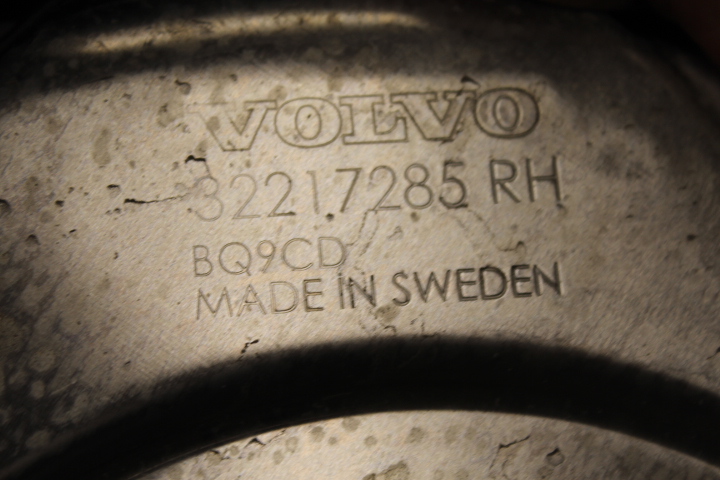 VOLVO
32217285 RH
BQ9CD
MADE IN SWEDEN